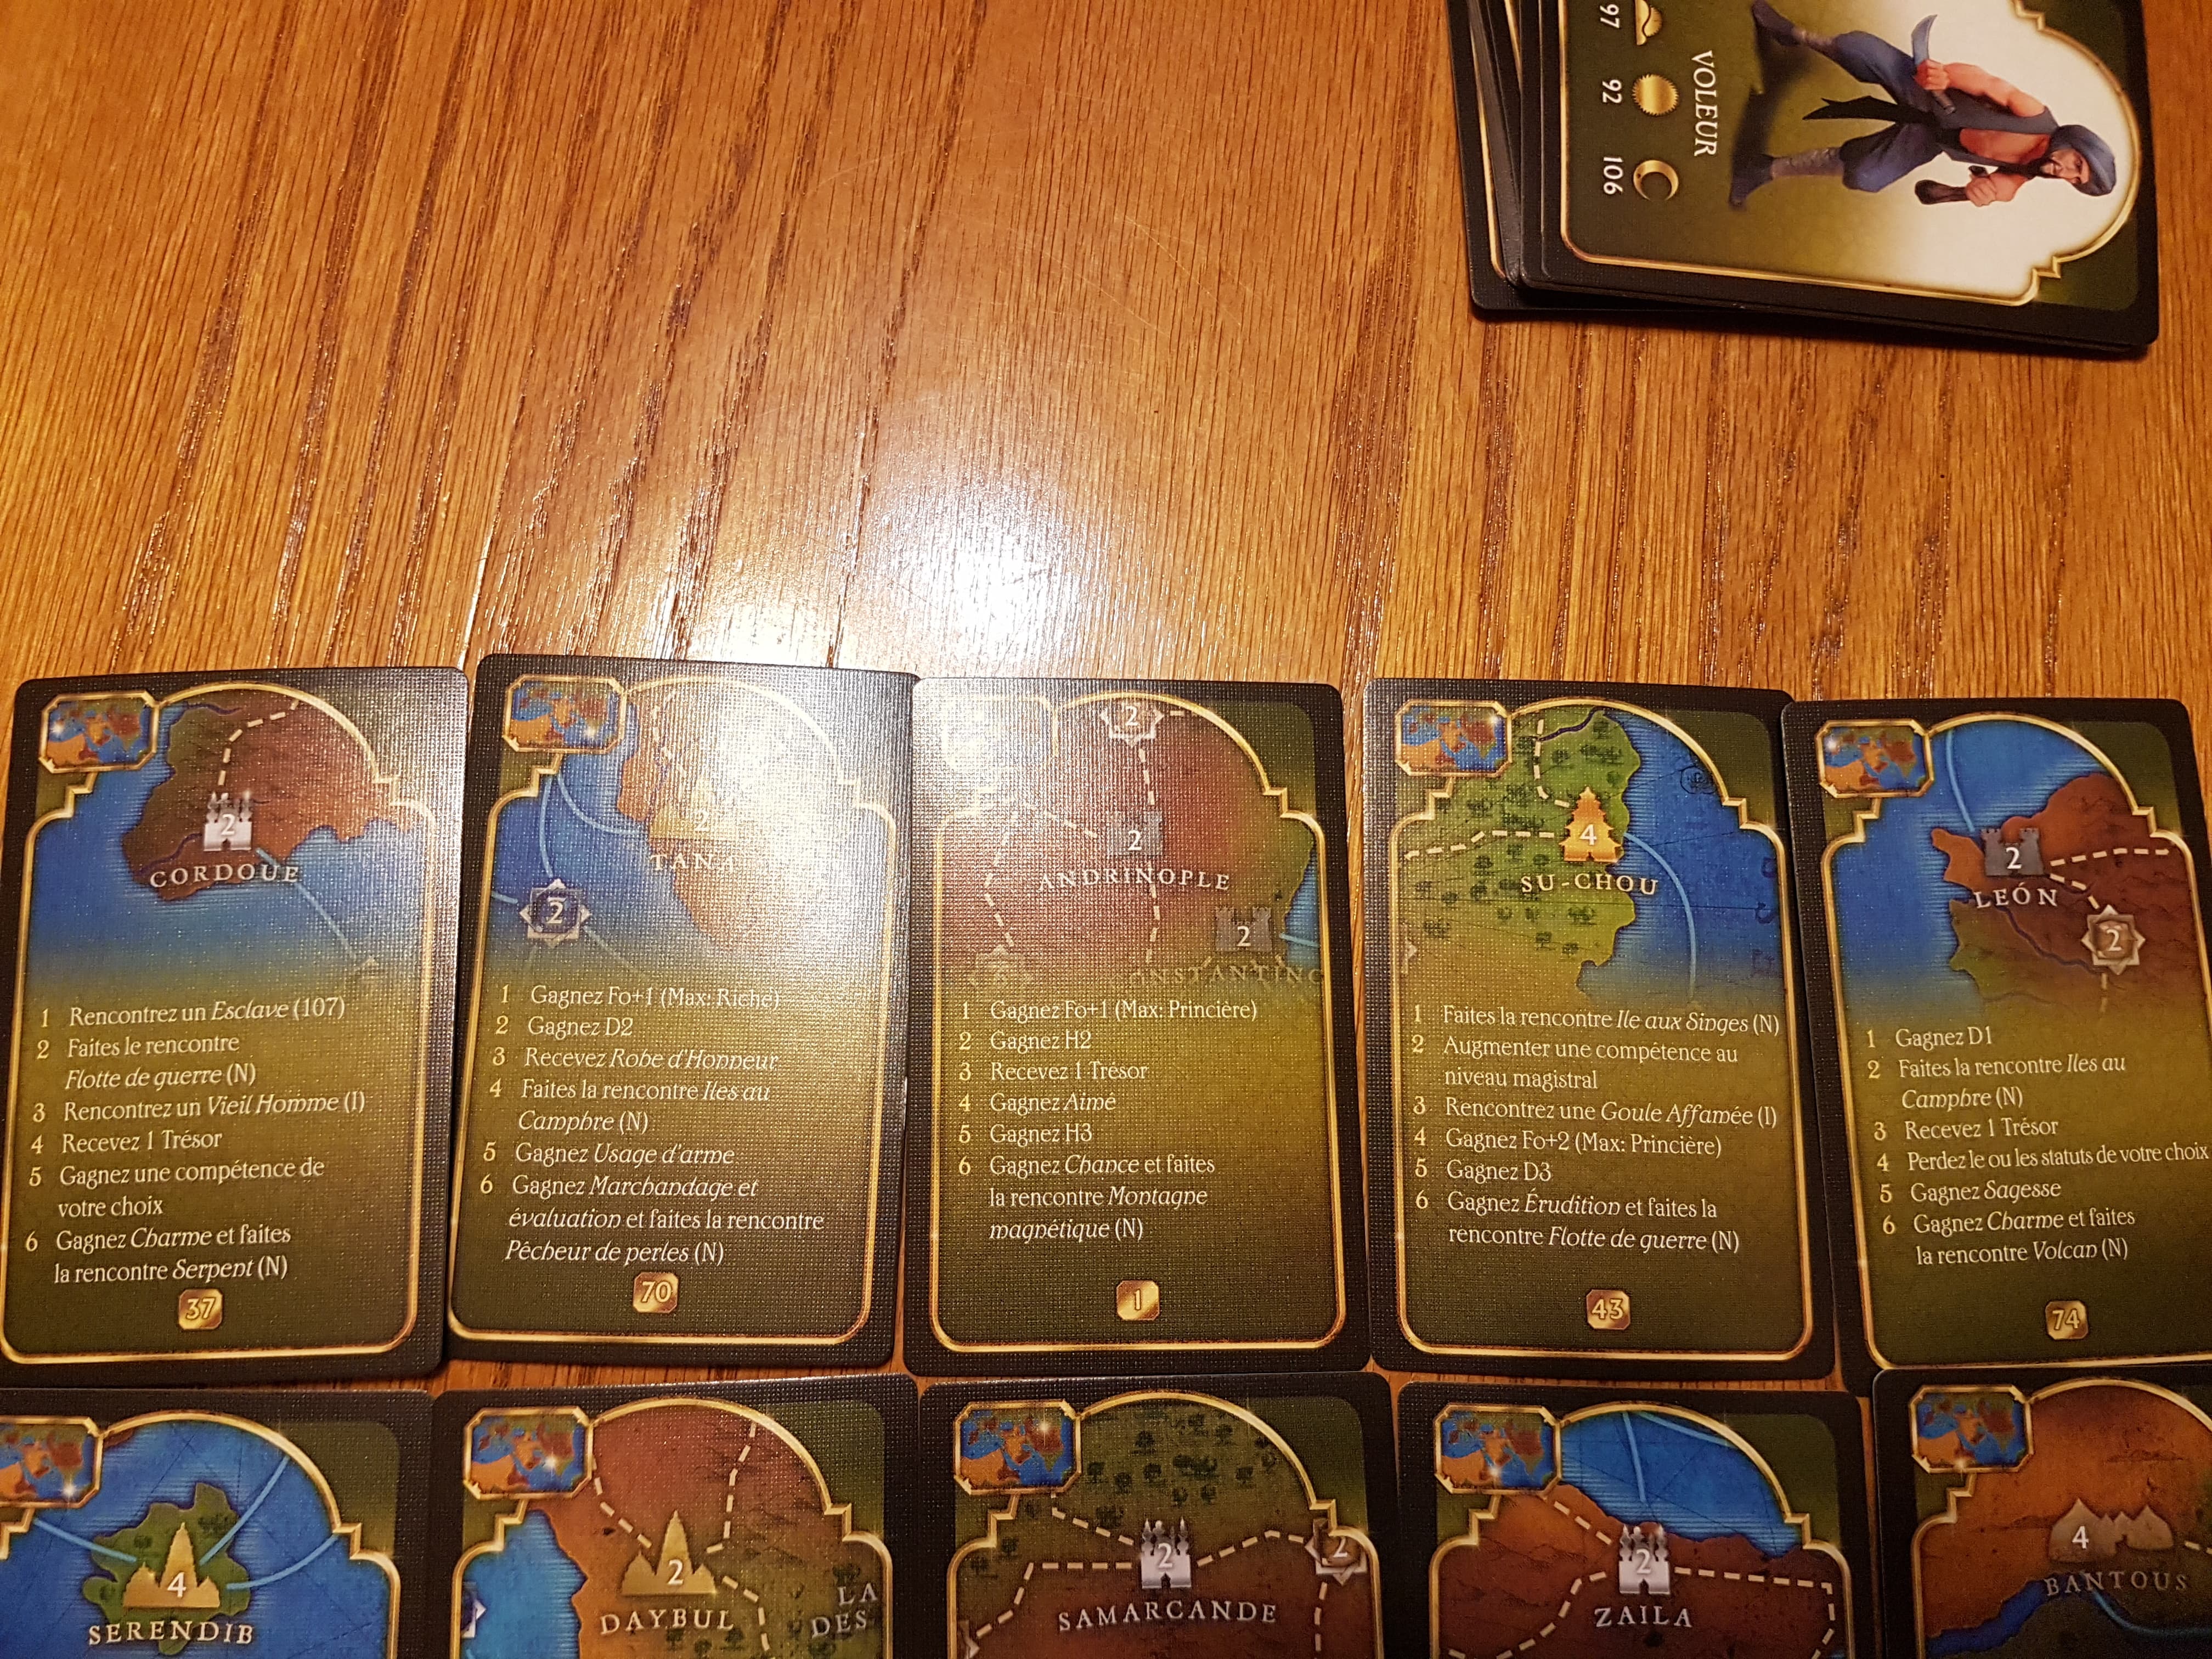 VOLEUR
97
92
106
2
CORDOUE
1 Rencontrez un Esclave (107)
2 Faites le rencontre
Flotte de guerre (N)
3 Rencontrez un Vieil Homme (I)
4 Recevez 1 Trésor
5 Gagnez une compétence de
votre choix
6 Gagnez Charme et faites
la rencontre Serpent (N)
37
2
TANA
2
1 Gagnez Fo+1 (Max: Riche)
2 Gagnez D2
3 Recevez Robe d'Honneur
4 Faites la rencontre Iles au
Camphre (N)
5 Gagnez Usage d'arme
6 Gagnez Marchandage et
évaluation et faites la rencontre
Pêcheur de perles (N)
70
2
2
ANDRINOPLE
2
NSTANTINO
1 Gagnez Fo+1 (Max: Princière)
2 Gagnez H2
3 Recevez 1 Trésor
4 Gagnez Aimé
5 Gagnez H3
6 Gagnez Chance et faites
la rencontre Montagne
magnétique (N)
1
4
SU-CHOU
1 Faites la rencontre Ile aux Singes (N)
2 Augmenter une compétence au
niveau magistral
3 Rencontrez une Goule Affamée (I)
4 Gagnez Fo+2 (Max: Princière)
5 Gagnez D3
6 Gagnez Érudition et faites la
rencontre Flotte de guerre (N)
43
2
LEÓN
2
1 Gagnez D1
2 Faites la rencontre Iles au
Camphre (N)
3 Recevez 1 Trésor
4 Perdez le ou les statuts de votre choix
5 Gagnez Sagesse
6 Gagnez Charme et faites
la rencontre Volcan (N)
74
4
SERENDIB
2
DAYBUL
LA
DES
2
2
SAMARCANDE
2
ZAILA
4
BANTOUS